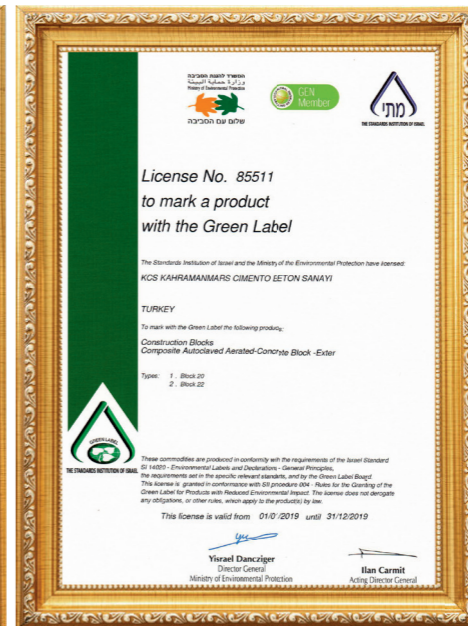 המשרד להגנת הסביבה
وزارة حماية البيئة
Ministry of Environmental Protection
שלום עם הסביבה
GEN
Member
מתי
THE STANDARDS INSTITUTION OF ISRAEL
License No. 85511
to mark a product
with the Green Label
The Standards Institution of Israel and the Ministry of the Environmental Protection have licensed:
KCS KAHRAMANMARS CIMENTO EETON SANAYI
TURKEY
To mark with the Green Label the following product:
Construction Blocks
Composite Autoclaved Aerated-Concrete Block -Exter
Types: 1 . Block 20
2 . Block 22
GREEN LABEL
THE STANDARDS INSTITUTION OF ISRAEL
These commodities are produced in conformity with the requirements of the Israel Standard
SI 14020 - Environmental Labels and Declarations - General Principles,
the requirements set in the specific relevant standards, and by the Green Label Board.
This license is granted in conformance with SII procedure 004 - Rules for the Granting of the
Green Label for Products with Reduced Environmental Impact. The license does not derogate
any obligations, or other rules, which apply to the product(s) by law.
This license is valid from 01/0/2019 until 31/12/2019
Yisrael Dancziger
Director General
Ministry of Environmental Protection
Ilan Carmit
Acting Director General